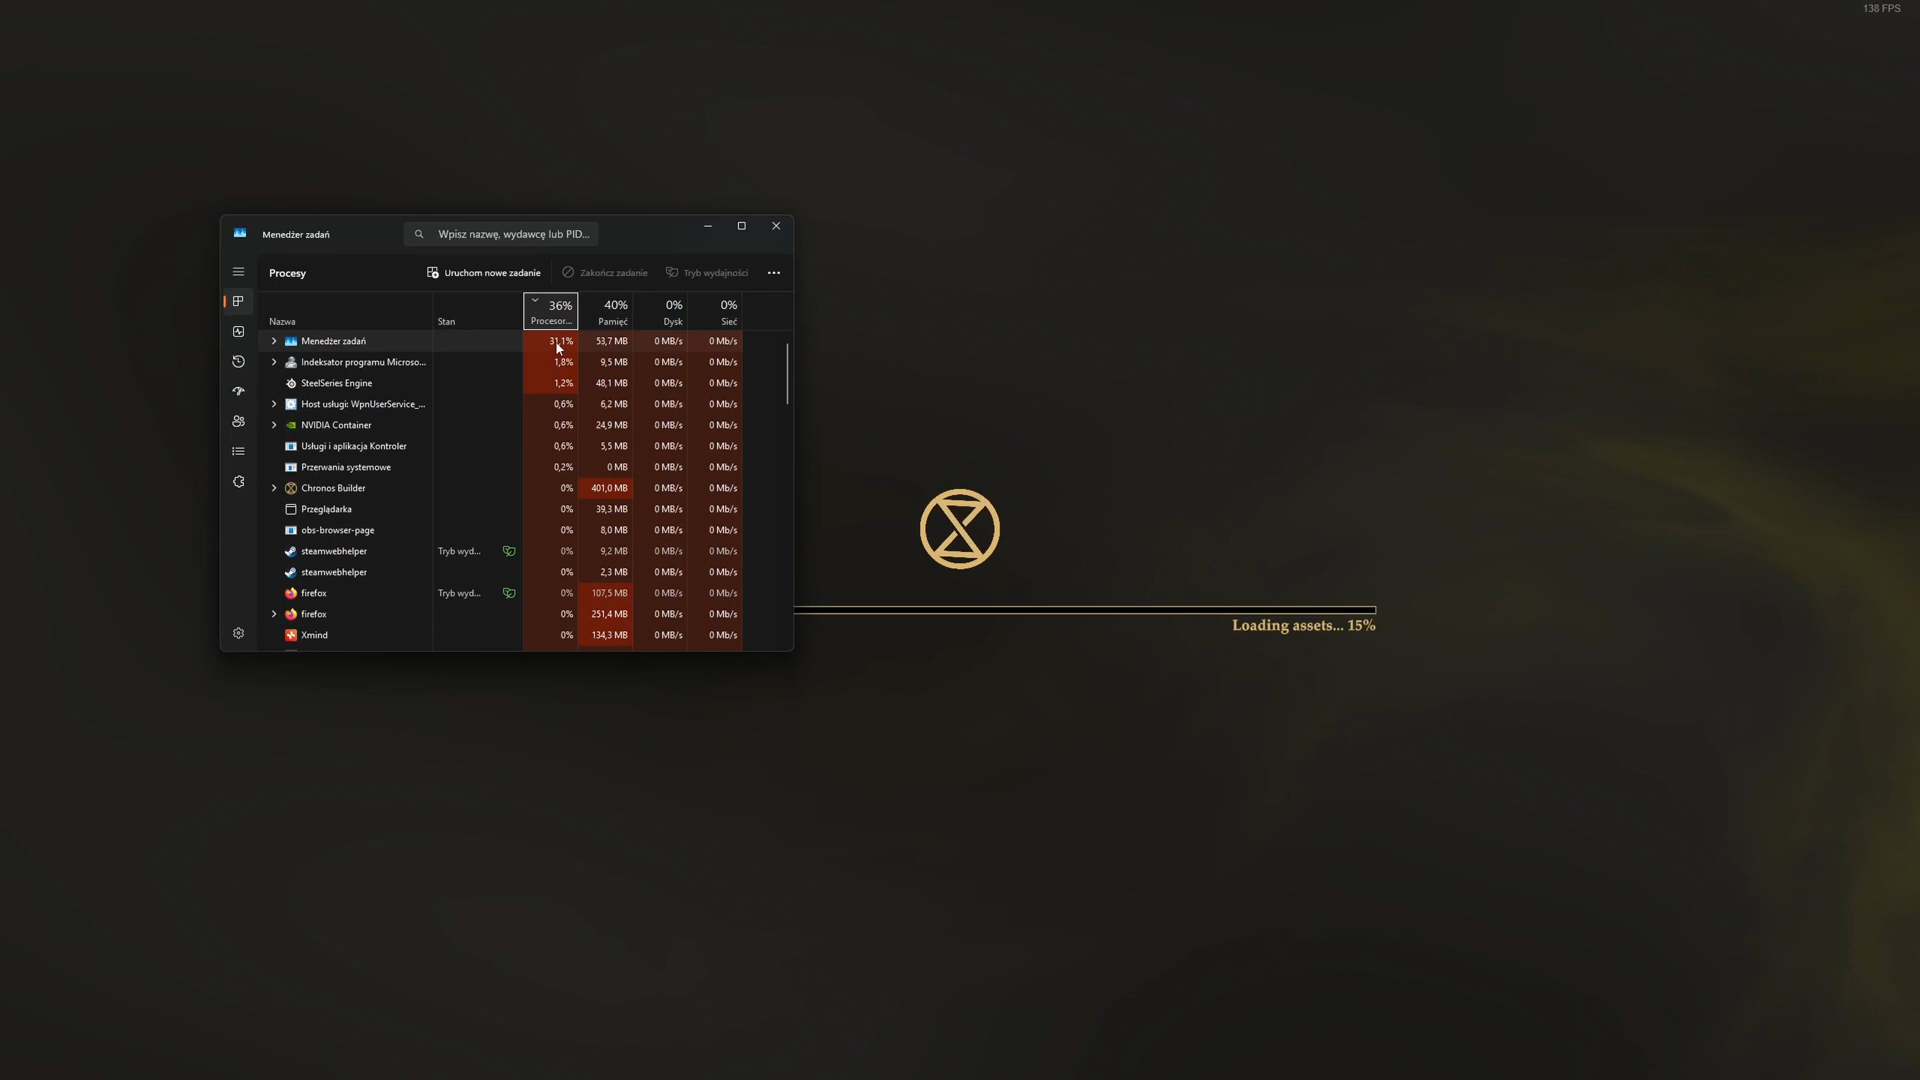 138 FPS
Menedżer zadań
Wpisz nazwę, wydawcę lub PID...
Procesy
Uruchom nowe zadanie
Zakończ zadanie
Tryb wydajności
36% 40% 0% 0%
Nazwa Stan Procesor... Pamięć Dysk Sieć
Menedżer zadań 31,1% 53,7 MB 0 MB/s 0 Mb/s
Indeksator programu Microso... 1,8% 9,5 MB 0 MB/s 0 Mb/s
SteelSeries Engine 1,2% 48,1 MB 0 MB/s 0 Mb/s
Host usługi: WpnUserService_... 0,6% 6,2 MB 0 MB/s 0 Mb/s
NVIDIA Container 0,6% 24,9 MB 0 MB/s 0 Mb/s
Usługi i aplikacja Kontroler 0,6% 5,5 MB 0 MB/s 0 Mb/s
Przerwania systemowe 0,2% 0 MB 0 MB/s 0 Mb/s
Chronos Builder 0% 401,0 MB 0 MB/s 0 Mb/s
Przeglądarka 0% 39,3 MB 0 MB/s 0 Mb/s
obs-browser-page 0% 8,0 MB 0 MB/s 0 Mb/s
steamwebhelper Tryb wyd... 0% 9,2 MB 0 MB/s 0 Mb/s
steamwebhelper 0% 2,3 MB 0 MB/s 0 Mb/s
firefox Tryb wyd... 0% 107,5 MB 0 MB/s 0 Mb/s
firefox 0% 251,4 MB 0 MB/s 0 Mb/s
Xmind 0% 134,3 MB 0 MB/s 0 Mb/s
Loading assets... 15%